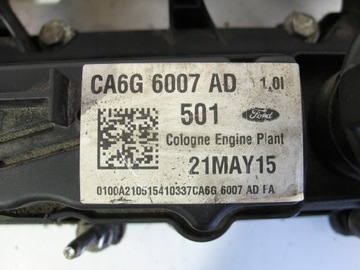 CA6G 6007 AD 1,0l
501 Ford
Cologne Engine Plant
21MAY15
0100A210515410337CA6G 6007 AD FA